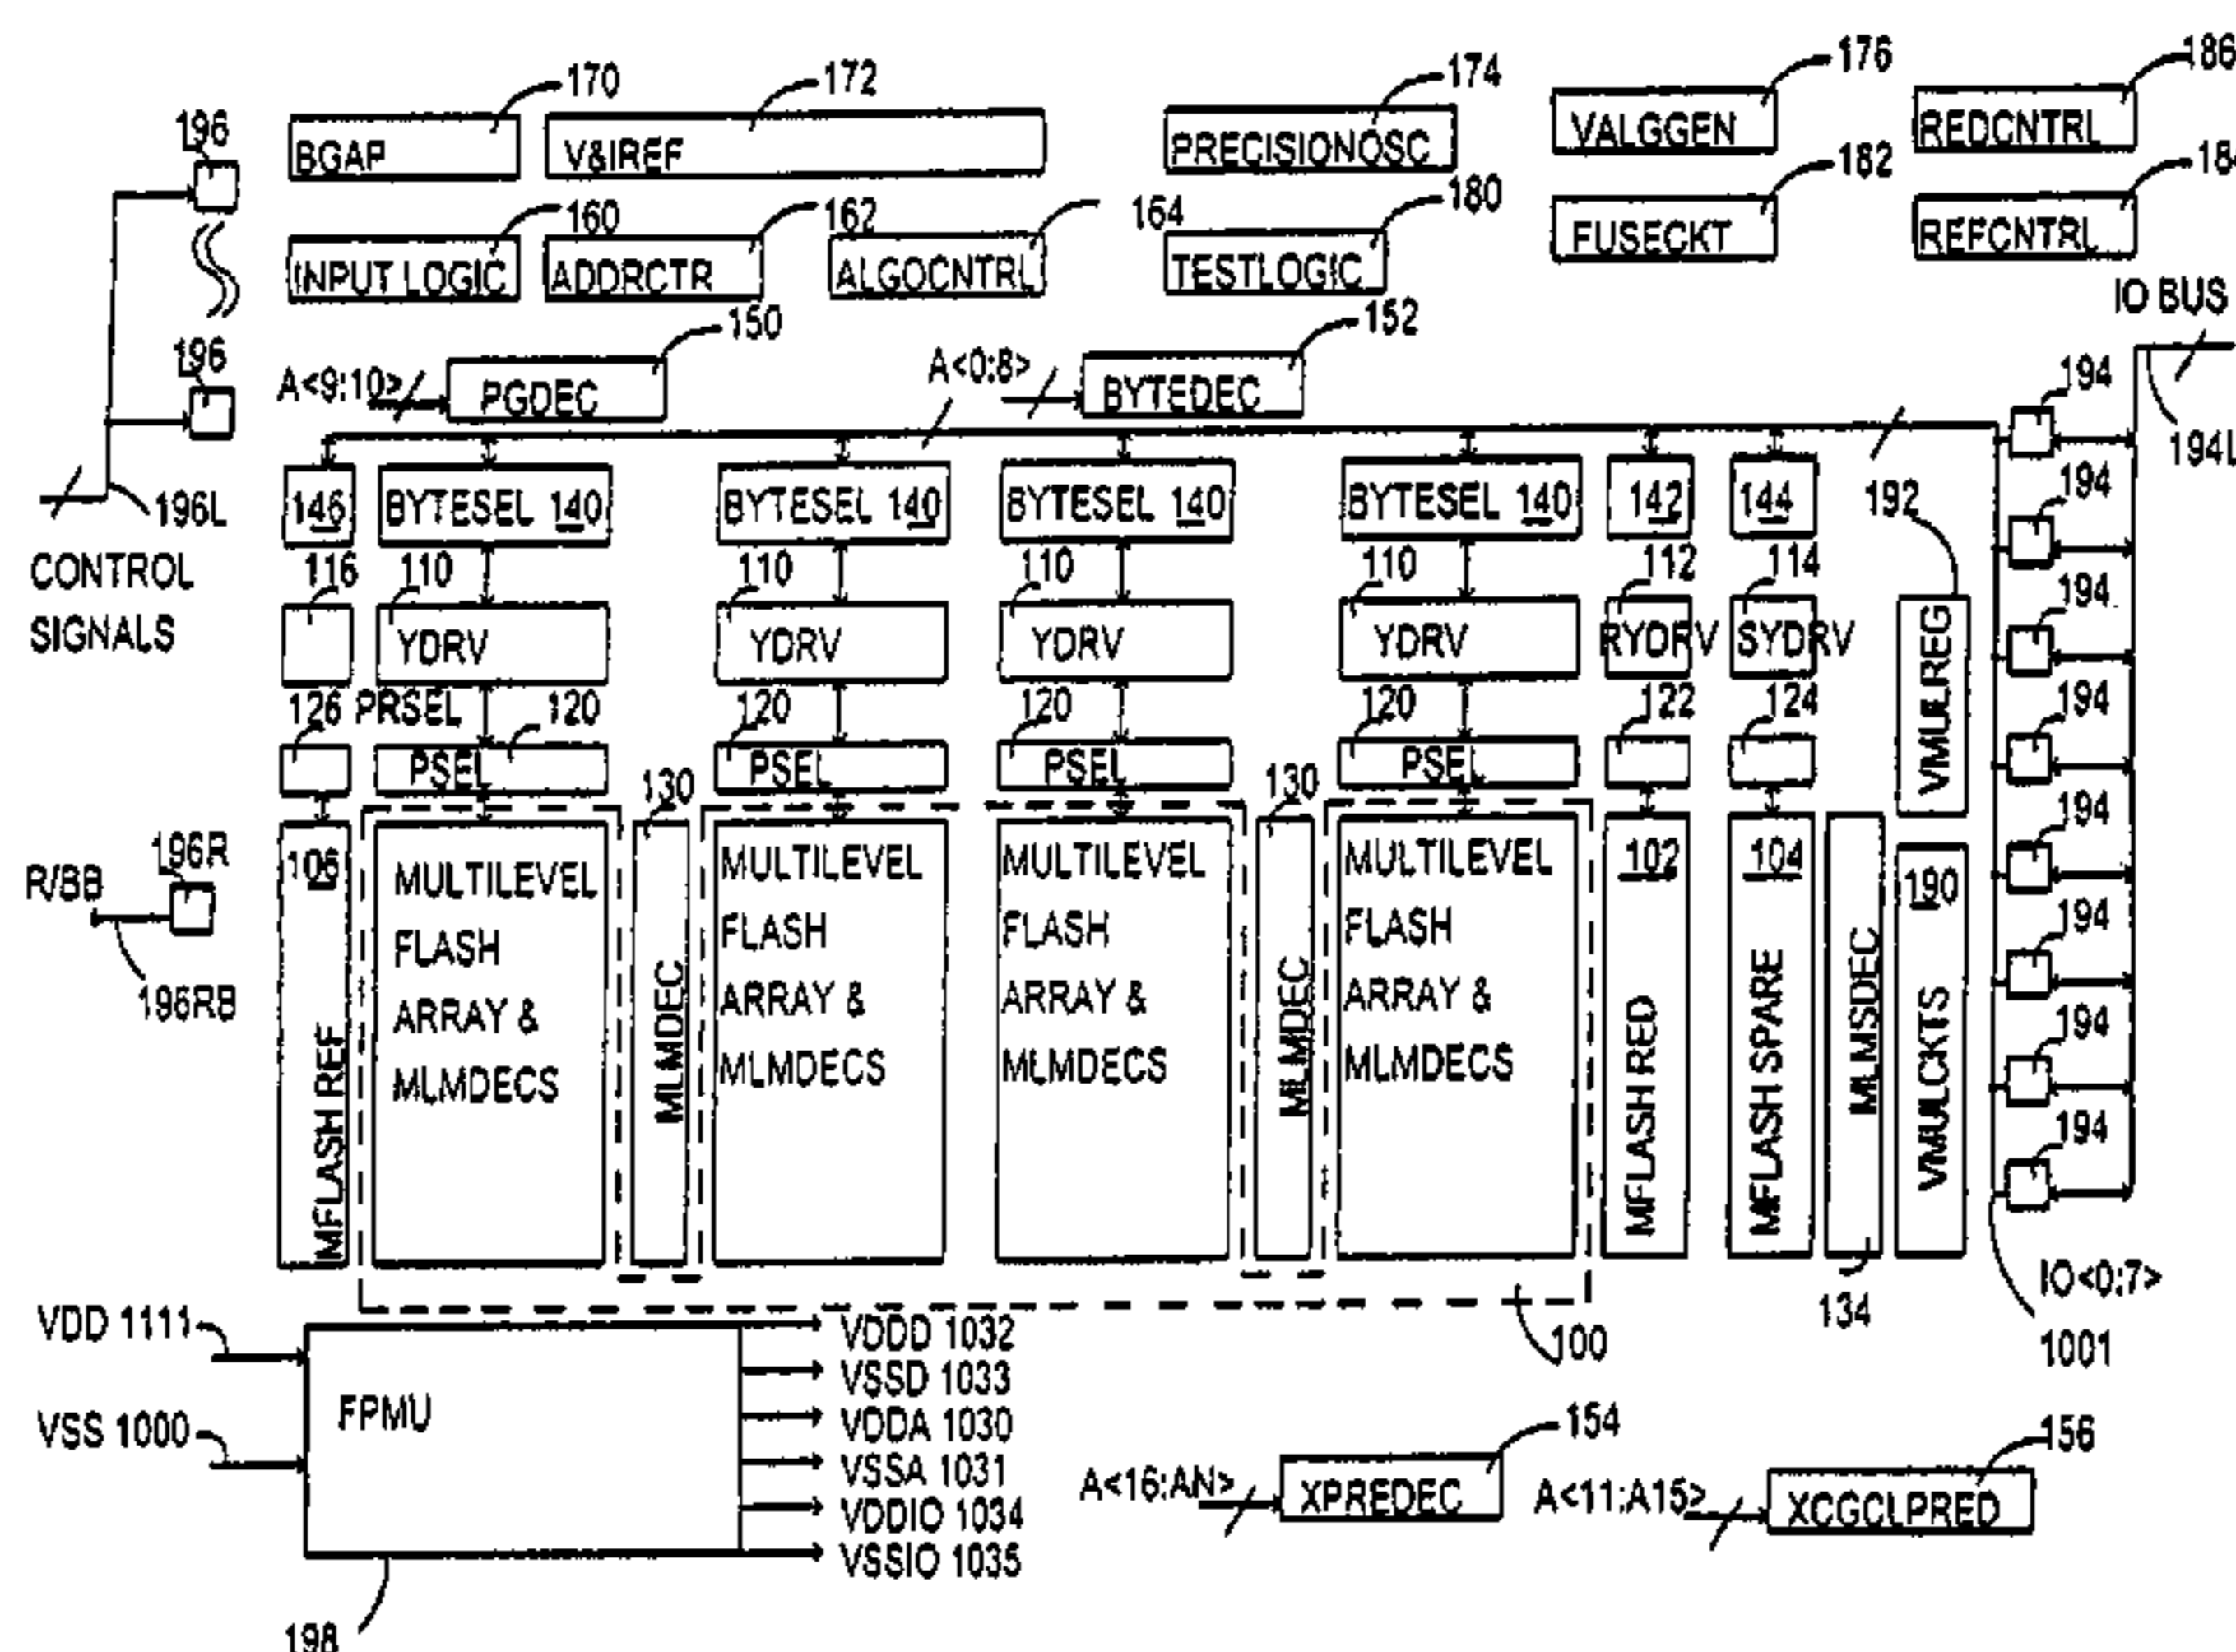 170 172 174 176 186
196 BGAP V&IREF PRECISIONOSC VALGGEN REDCNTRL
160 162 164 180 182 184
INPUT LOGIC ADDRCTR ALGOCNTRL TESTLOGIC FUSECKT REFCNTRL
IO BUS
150 152
196 A<9:10> PGDEC A<0:8> BYTEDEC 194
194L
196L 146 BYTESEL 140 BYTESEL 140 BYTESEL 140 BYTESEL 140 142 144 192 194
CONTROL
SIGNALS
116 110 110 110 110 112 114 194
YDRV YDRV YDRV YDRV RYDRV SYDRV VMULREG
126 PRSEL 120 120 120 120 122 124 194
PSEL PSEL PSEL PSEL
130 130
R/BB 196R 196RB
106 MFLASH REF
MULTILEVEL
FLASH
ARRAY &
MLMDECS
MLMDEC
MULTILEVEL
FLASH
ARRAY &
MLMDECS
MULTILEVEL
FLASH
ARRAY &
MLMDECS
MLMDEC
MULTILEVEL
FLASH
ARRAY &
MLMDECS
102 MFLASH RED
104 MFLASH SPARE
MLMSDEC
190 VMULCKTS
194
194
194
194
IO<0:7>
134
100
1001
VDD 1111
VSS 1000
FPMU
198
VDDD 1032
VSSD 1033
VDDA 1030
VSSA 1031
VDDIO 1034
VSSIO 1035
154
A<16:AN> XPREDEC
156
A<11:A15> XCGCLPRED